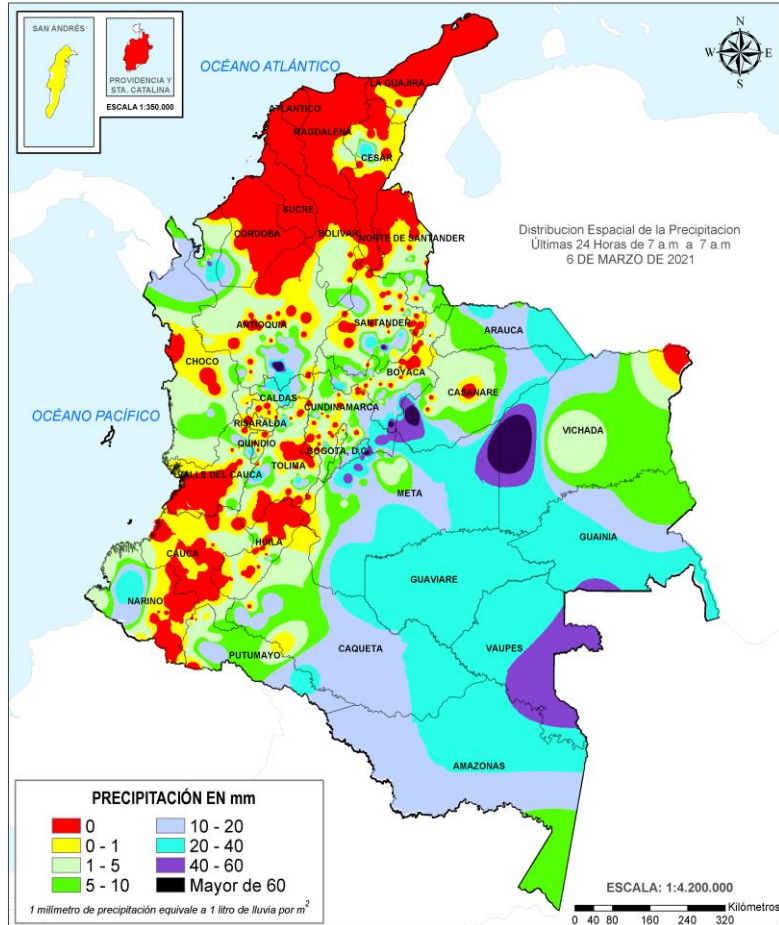 SAN ANDRÉS
PROVIDENCIA Y
STA. CATALINA
ESCALA 1:350.000
OCÉANO ATLÁNTICO
N
W
E
S
LA GUAJIRA
ATLANTICO
MAGDALENA
CESAR
SUCRE
CORDOBA
BOLIVAR
NORTE DE SANTANDER
Distribucion Espacial de la Precipitacion
Últimas 24 Horas de 7 a.m a 7 a.m
6 DE MARZO DE 2021
ANTIOQUIA
SANTANDER
ARAUCA
CHOCO
BOYACA
CASANARE
CALDAS
CUNDINAMARCA
VICHADA
OCÉANO PACÍFICO
RISARALDA
QUINDIO
BOGOTA, D.C.
TOLIMA
VALLE DEL CAUCA
META
HUILA
GUAINIA
CAUCA
GUAVIARE
NARINO
CAQUETA
VAUPES
PUTUMAYO
AMAZONAS
PRECIPITACIÓN EN mm
0
0 - 1
1 - 5
5 - 10
10 - 20
20 - 40
40 - 60
Mayor de 60
1 milímetro de precipitación equivale a 1 litro de lluvia por m²
ESCALA: 1:4.200.000
Kilómetros
0 40 80 160 240 320